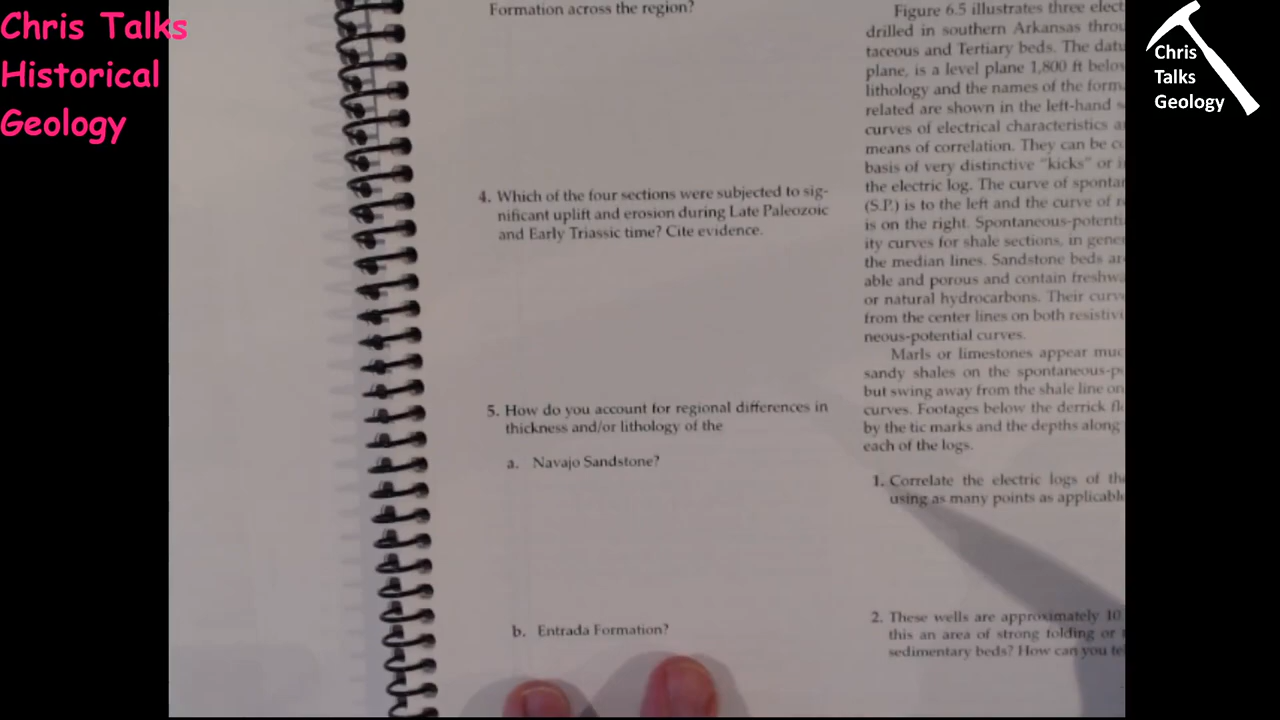 Chris Talks
Historical
Geology
Chris
Talks
Geology
Formation across the region?
4. Which of the four sections were subjected to sig-
nificant uplift and erosion during Late Paleozoic
and Early Triassic time? Cite evidence.
5. How do you account for regional differences in
thickness and/or lithology of the
a. Navajo Sandstone?
b. Entrada Formation?
Figure 6.5 illustrates three elect
drilled in southern Arkansas throu
taceous and Tertiary beds. The datu
plane, is a level plane 1,800 ft belo
lithology and the names of the form
related are shown in the left-hand
curves of electrical characteristics a
means of correlation. They can be
basis of very distinctive "kicks" or
the electric log. The curve of sponta
(S.P.) is to the left and the curve of
is on the right. Spontaneous-potent
ity curves for shale sections, in gene
the median lines. Sandstone beds ar
able and porous and contain freshw
or natural hydrocarbons. Their curv
from the center lines on both resistiv
neous-potential curves.
Marls or limestones appear muc
sandy shales on the spontaneous-p
but swing away from the shale line on
curves. Footages below the derrick fl
by the tic marks and the depths along
each of the logs.
1. Correlate the electric logs of th
using as many points as applicabl
2. These wells are approximately 10
this an area of strong folding or
sedimentary beds? How can you te